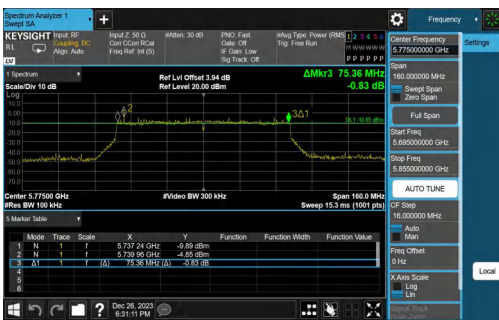 Spectrum Analyzer 1
Swept SA
+
Frequency
KEYSIGHT Input: RF
RL
Coupling: DC
Align: Auto
Input Z: 50 Ω
Corr CCorr RCal
Freq Ref: Int (S)
#Atten: 30 dB
PNO: Fast
Gate: Off
IF Gain: Low
Sig Track: Off
#Avg Type: Power (RMS)
Trig: Free Run
1 2 3 4 5 6
M W W W W W
P P P P P P
LVI
1 Spectrum
Scale/Div 10 dB
Ref Lvl Offset 3.94 dB
Ref Level 20.00 dBm
ΔMkr3 75.36 MHz
-0.83 dB
Log
10.0
0.00
-10.0
-20.0
-30.0
-40.0
-50.0
-60.0
-70.0
2
3Δ1
Center 5.77500 GHz
#Res BW 100 kHz
#Video BW 300 kHz
Span 160.0 MHz
Sweep 15.3 ms (1001 pts)
5 Marker Table
Mode Trace Scale X Y Function Function Width Function Value
1 N 1 f 5.737 24 GHz -9.89 dBm
2 N 1 f 5.739 96 GHz -4.85 dBm
3 Δ1 1 f (Δ) 75.36 MHz (Δ) -0.83 dB
4
5
6
Dec 26, 2023
6:31:11 PM
Center Frequency
5.775000000 GHz
Settings
Span
160.000000 MHz
Swept Span
Zero Span
Full Span
Start Freq
5.695000000 GHz
Stop Freq
5.855000000 GHz
AUTO TUNE
CF Step
16.000000 MHz
Auto
Man
Freq Offset
0 Hz
X Axis Scale
Log
Lin
Local
Signal Track